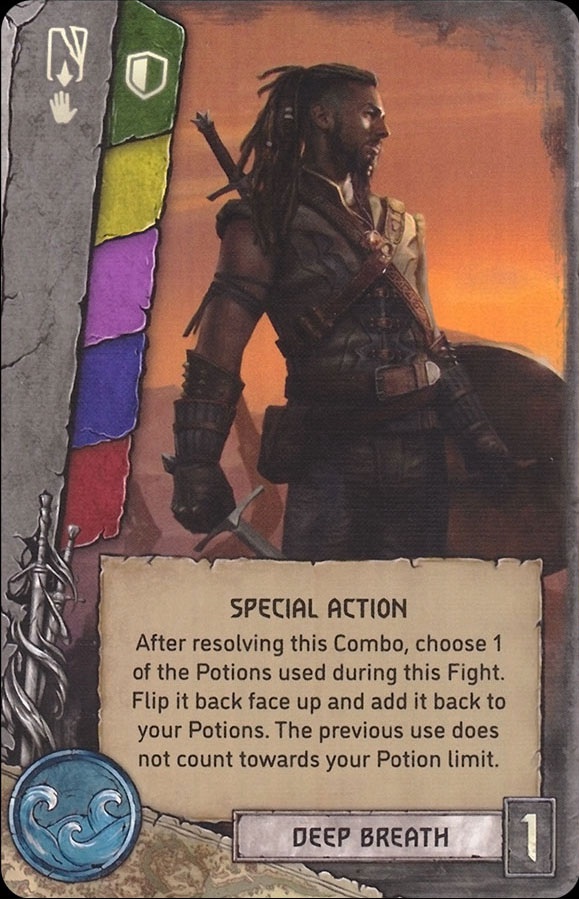 SPECIAL ACTION
After resolving this Combo, choose 1
of the Potions used during this Fight.
Flip it back face up and add it back to
your Potions. The previous use does
not count towards your Potion limit.
DEEP BREATH
1